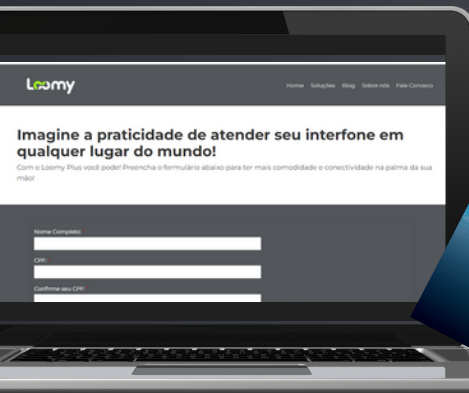 Loomy
Home Soluções Blog Sobre nós Fale Conosco
Imagine a praticidade de atender seu interfone em
qualquer lugar do mundo!
Com o Loomy Plus você pode! Preencha o formulário abaixo para ter mais comodidade e conectividade na palma da sua
mão!
Nome Completo
CPF:
Confirme seu CPF: